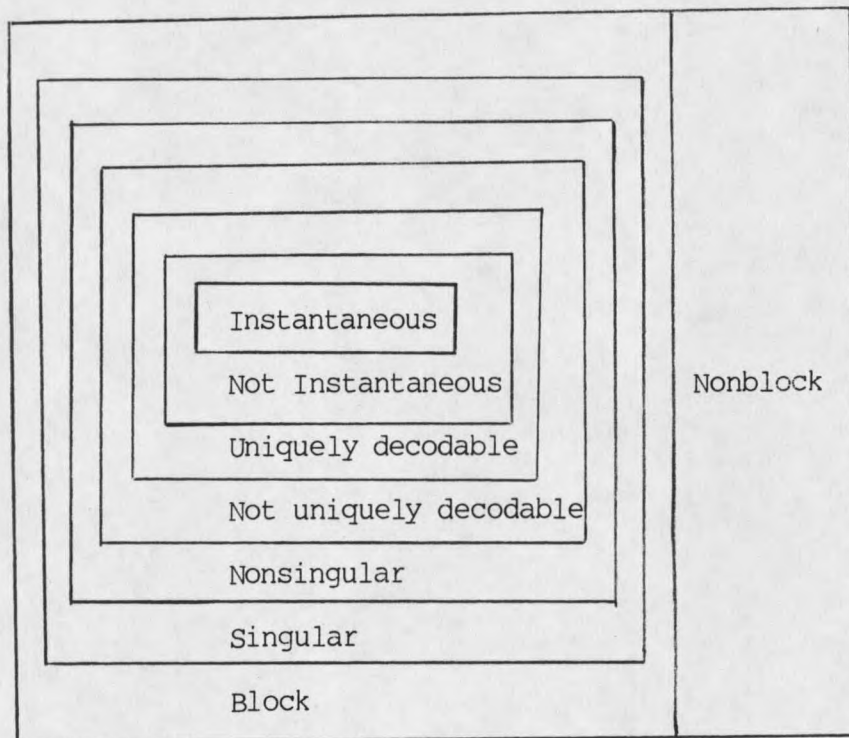 Instantaneous
Not Instantaneous
Nonblock
Uniquely decodable
Not uniquely decodable
Nonsingular
Singular
Block